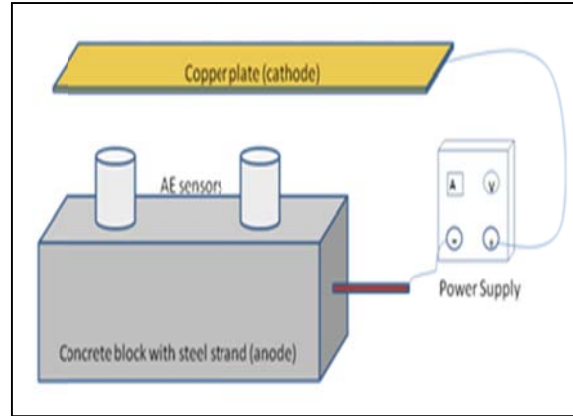 Copper plate (cathode)
AE sensors
A V
Power Supply
Concrete block with steel strand (anode)